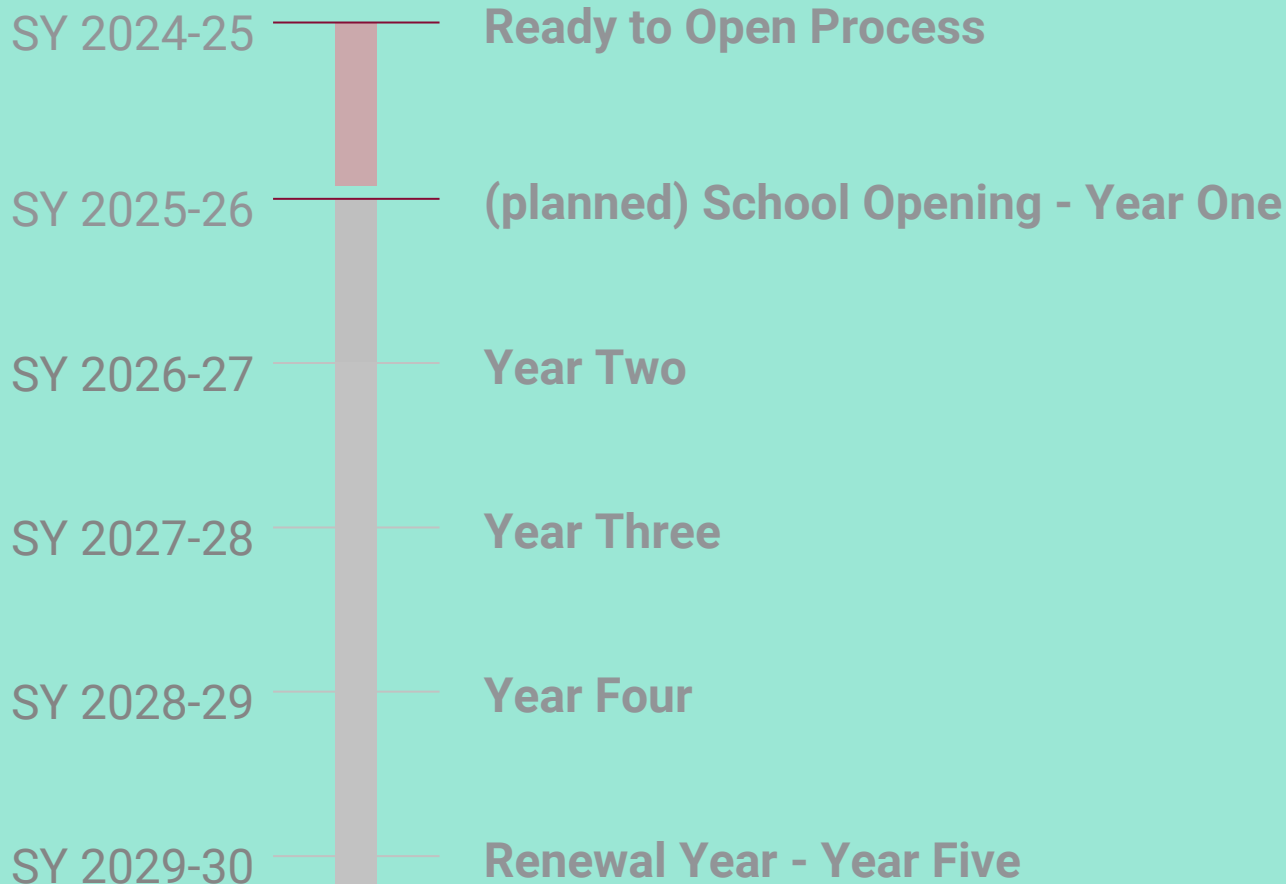 SY 2024-25 Ready to Open Process
SY 2025-26 (planned) School Opening - Year One
SY 2026-27 Year Two
SY 2027-28 Year Three
SY 2028-29 Year Four
SY 2029-30 Renewal Year - Year Five